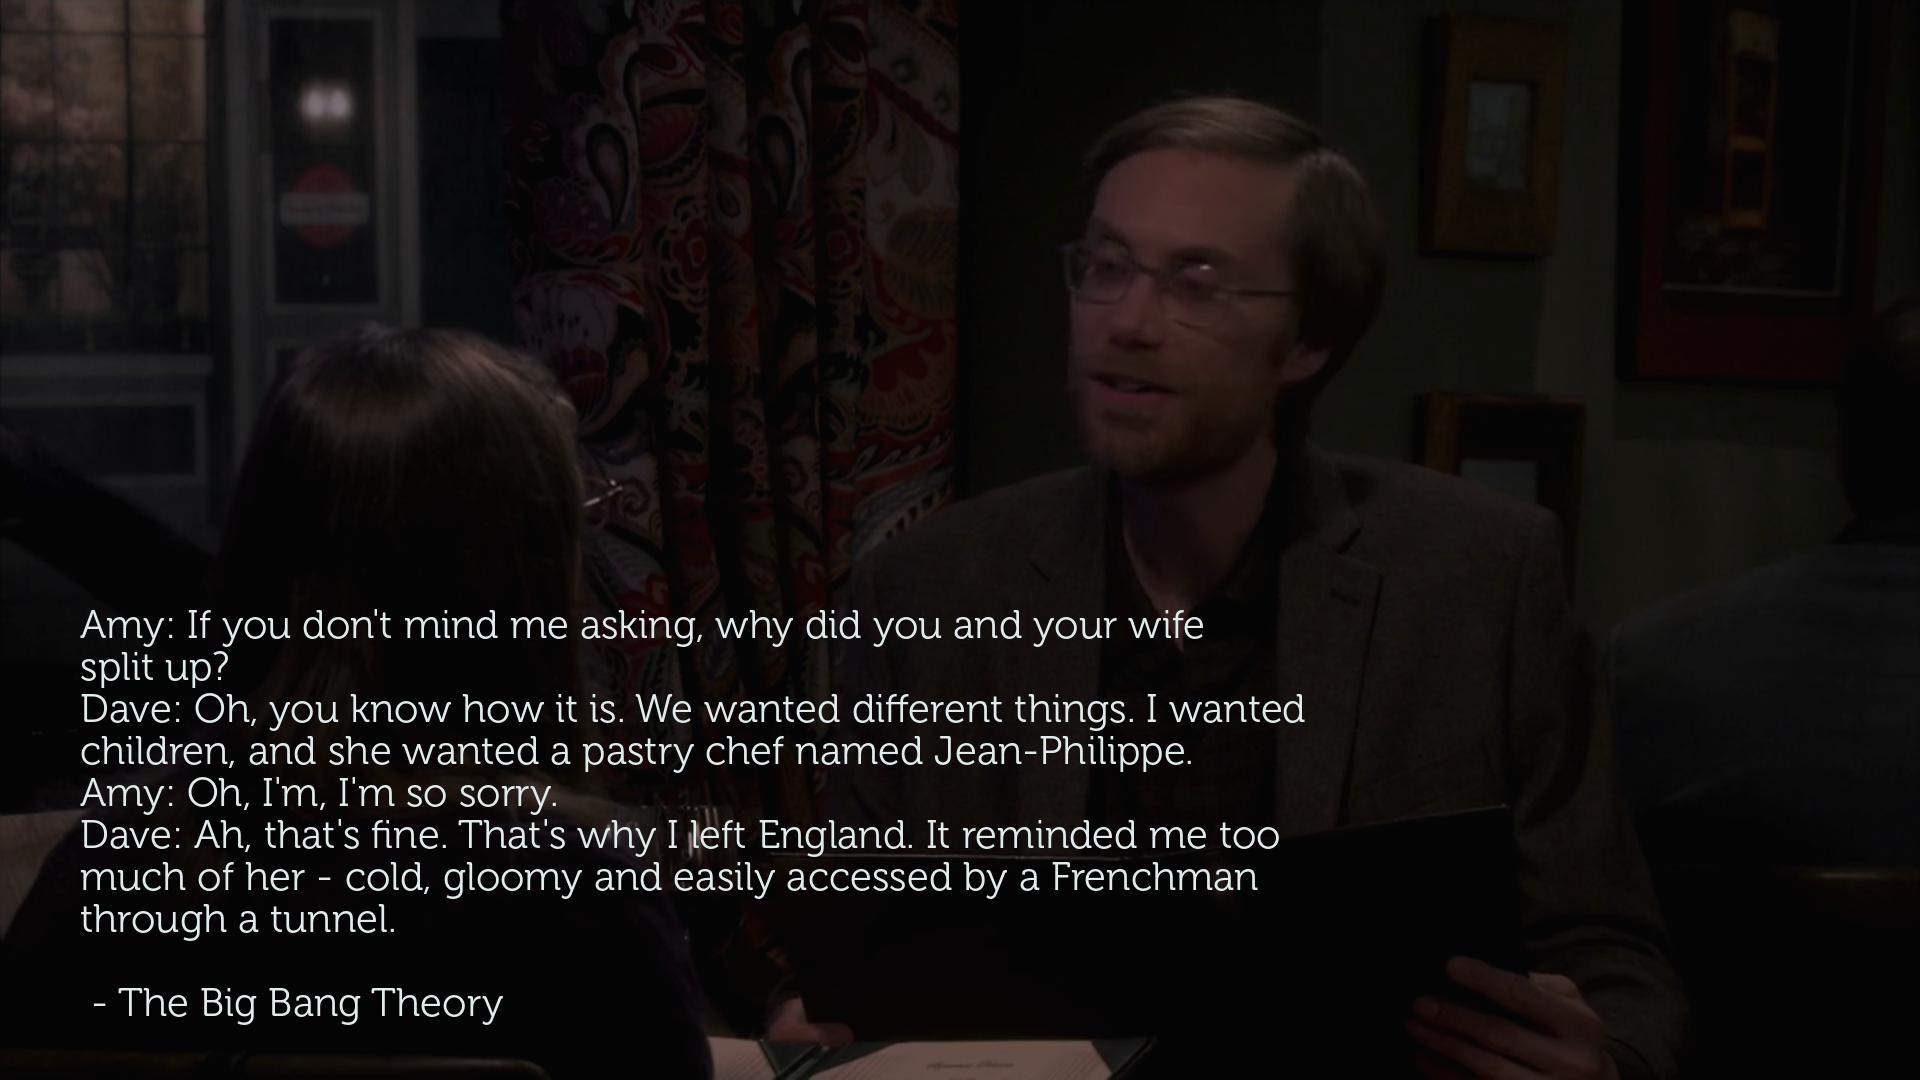 Amy: If you don't mind me asking, why did you and your wife
split up?
Dave: Oh, you know how it is. We wanted different things. I wanted
children, and she wanted a pastry chef named Jean-Philippe.
Amy: Oh, I'm, I'm so sorry.
Dave: Ah, that's fine. That's why I left England. It reminded me too
much of her - cold, gloomy and easily accessed by a Frenchman
through a tunnel.
- The Big Bang Theory